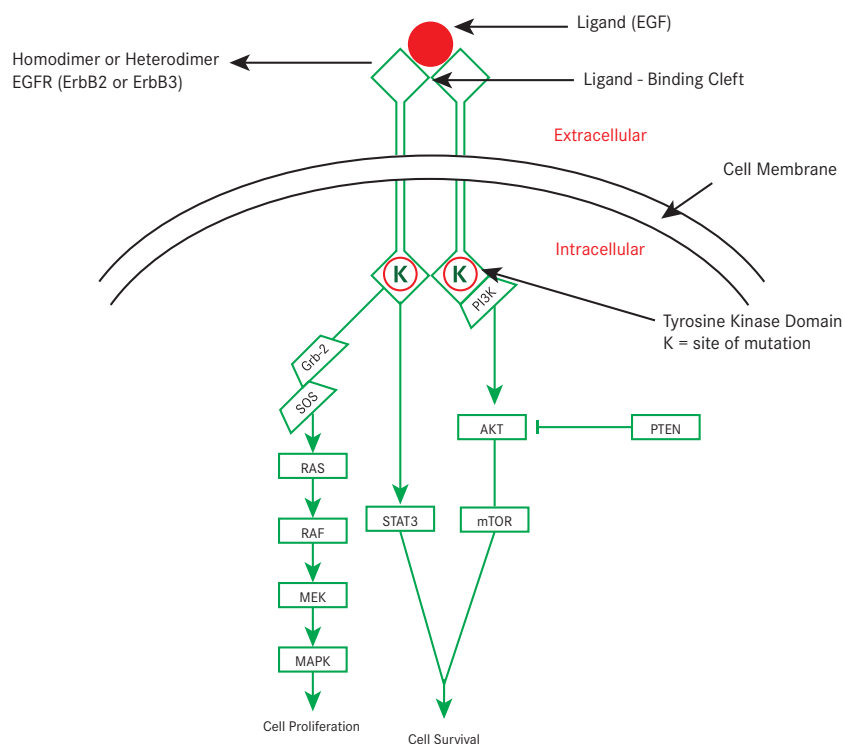 Ligand (EGF)
Homodimer or Heterodimer
EGFR (ErbB2 or ErbB3)
Ligand - Binding Cleft
Extracellular
Cell Membrane
Intracellular
K
K
PI3K
Tyrosine Kinase Domain
K = site of mutation
Grb-2
SOS
AKT
PTEN
RAS
STAT3
mTOR
RAF
MEK
MAPK
Cell Proliferation
Cell Survival